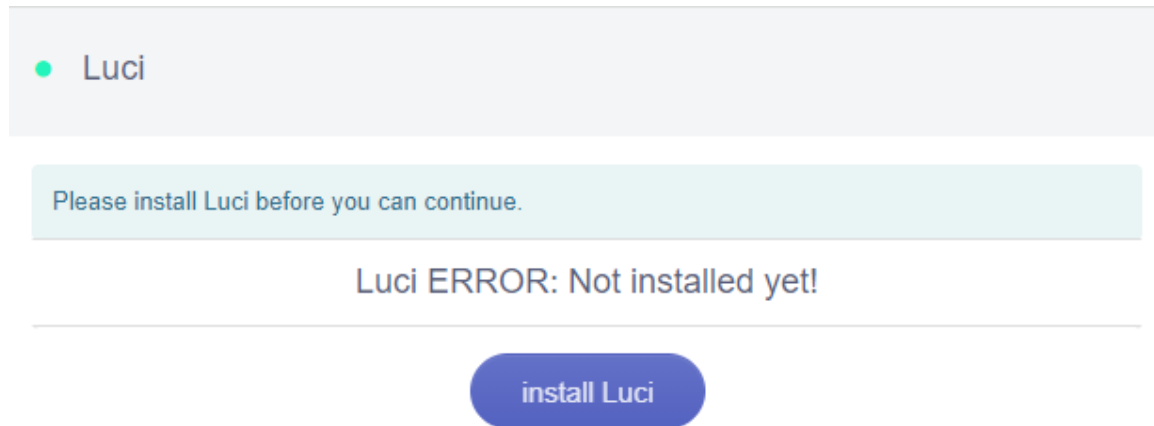 Luci
Please install Luci before you can continue.
Luci ERROR: Not installed yet!
install Luci